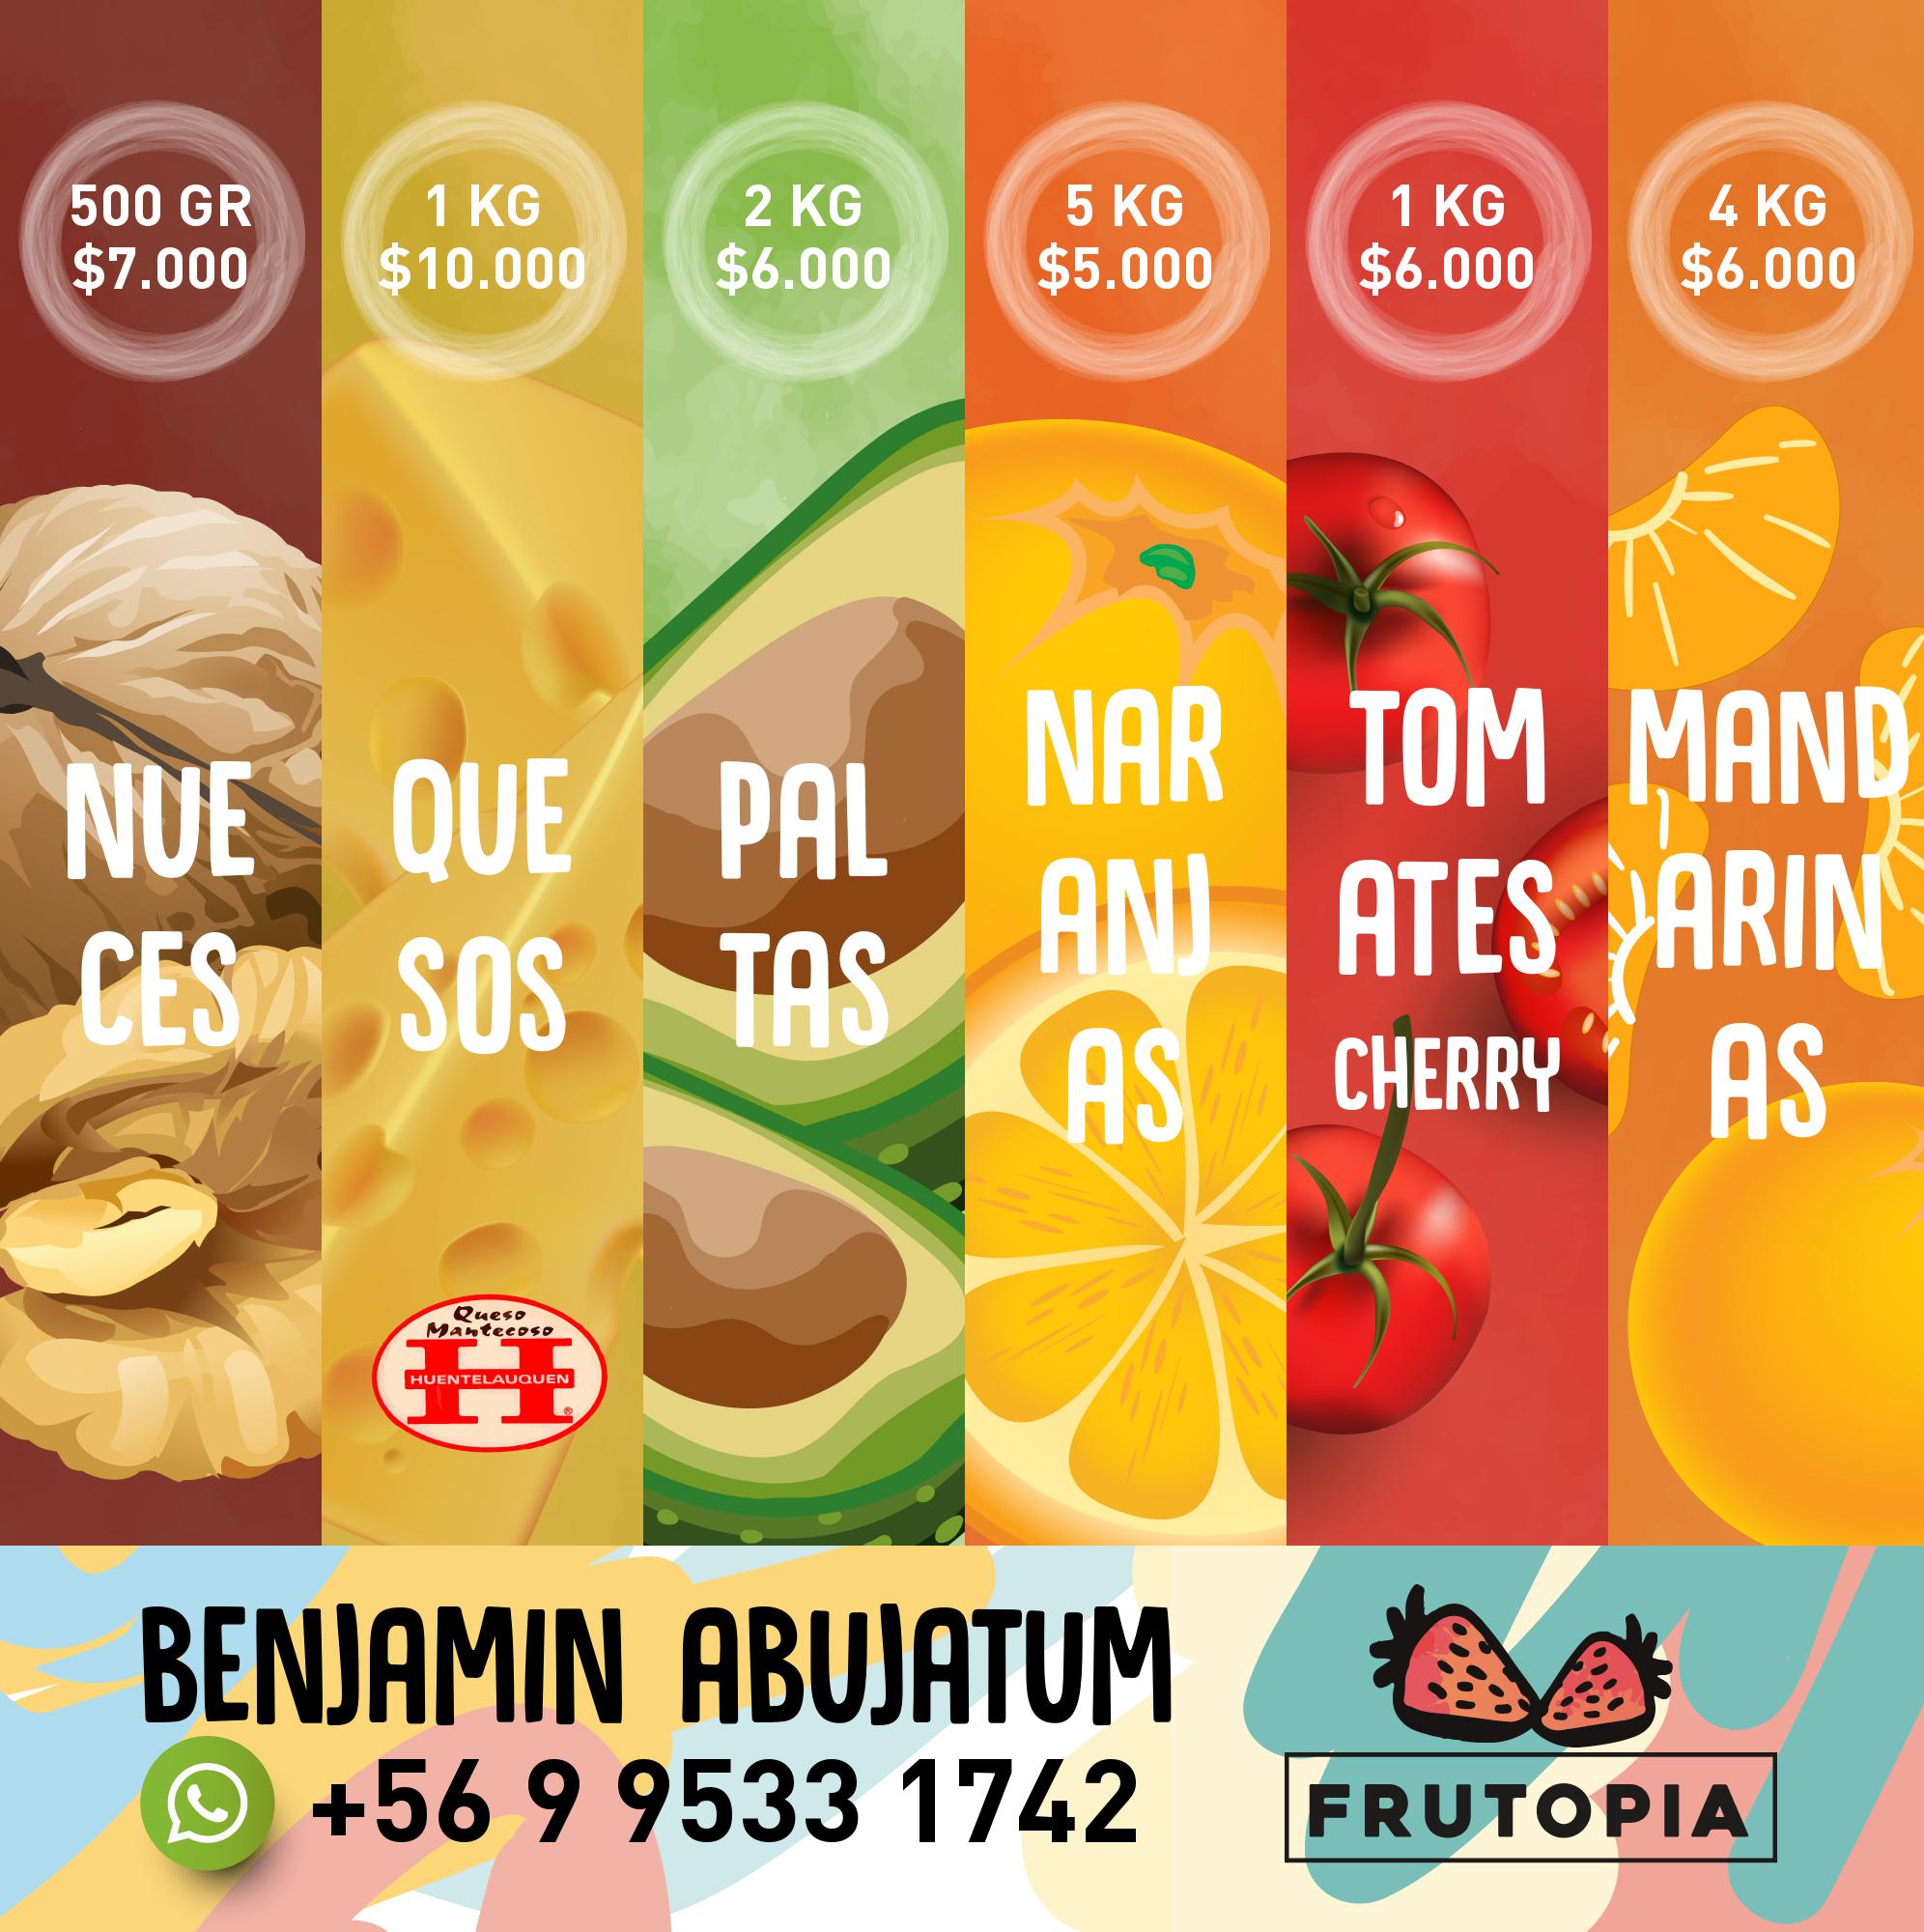 500 GR
$7.000
NUE
CES
1 KG
$10.000
QUE
SOS
Queso
Mantecoso
H
HUENTELAUQUEN
®
2 KG
$6.000
PAL
TAS
5 KG
$5.000
NAR
ANJ
AS
1 KG
$6.000
TOM
ATES
CHERRY
4 KG
$6.000
MAND
ARIN
AS
BENJAMIN ABUJATUM
+56 9 9533 1742
FRUTOPIA